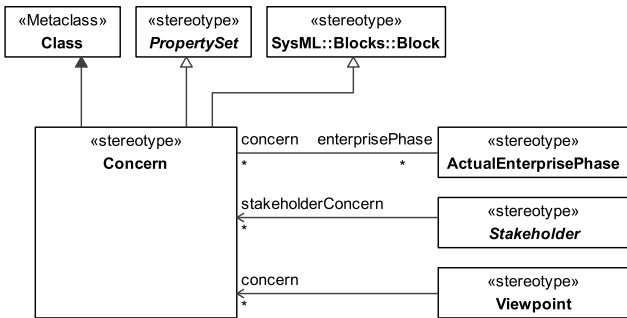 «Metaclass»
Class
«stereotype»
PropertySet
«stereotype»
SysML::Blocks::Block
«stereotype»
Concern
concern enterprisePhase
* *
«stereotype»
ActualEnterprisePhase
stakeholderConcern
*
«stereotype»
Stakeholder
concern
*
«stereotype»
Viewpoint